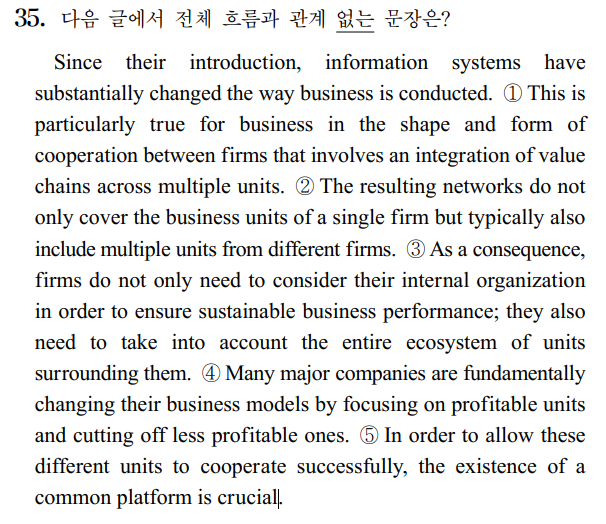 35. 다음 글에서 전체 흐름과 관계 없는 문장은?
Since their introduction, information systems have
substantially changed the way business is conducted. ① This is
particularly true for business in the shape and form of
cooperation between firms that involves an integration of value
chains across multiple units. ② The resulting networks do not
only cover the business units of a single firm but typically also
include multiple units from different firms. ③ As a consequence,
firms do not only need to consider their internal organization
in order to ensure sustainable business performance; they also
need to take into account the entire ecosystem of units
surrounding them. ④ Many major companies are fundamentally
changing their business models by focusing on profitable units
and cutting off less profitable ones. ⑤ In order to allow these
different units to cooperate successfully, the existence of a
common platform is crucial.